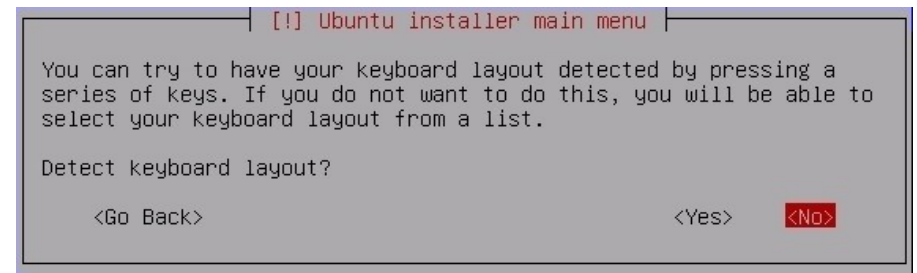 [!] Ubuntu installer main menu
You can try to have your keyboard layout detected by pressing a
series of keys. If you do not want to do this, you will be able to
select your keyboard layout from a list.
Detect keyboard layout?
<Go Back> <Yes> <No>